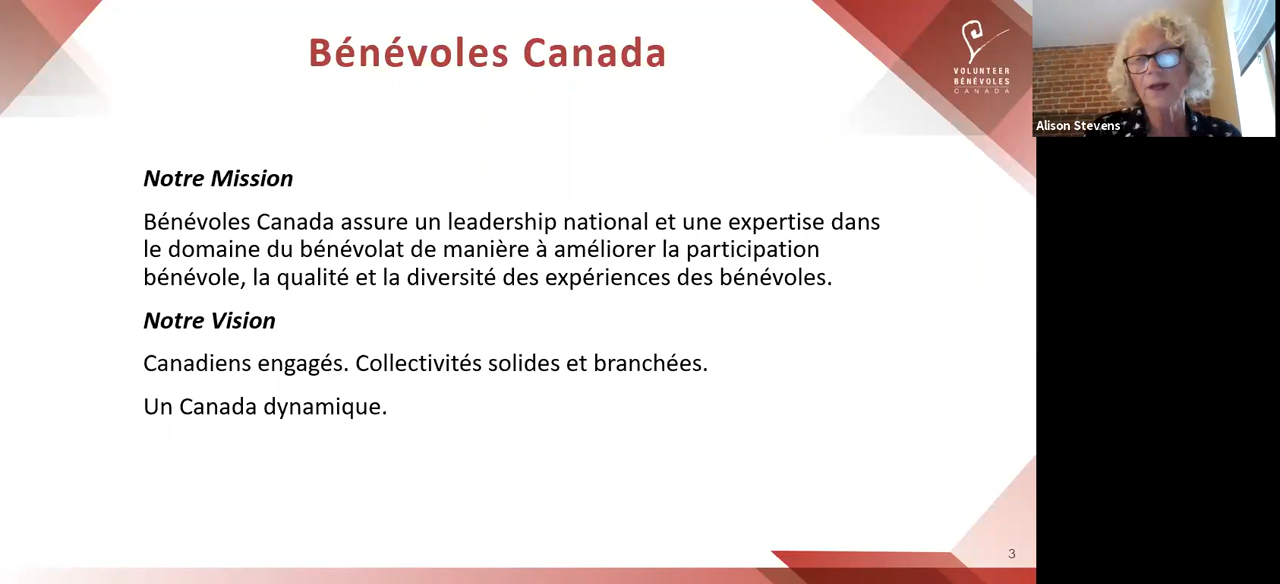 Bénévoles Canada
VOLUNTEER
BÉNÉVOLES
CANADA
Alison Stevens
Notre Mission
Bénévoles Canada assure un leadership national et une expertise dans
le domaine du bénévolat de manière à améliorer la participation
bénévole, la qualité et la diversité des expériences des bénévoles.
Notre Vision
Canadiens engagés. Collectivités solides et branchées.
Un Canada dynamique.
3